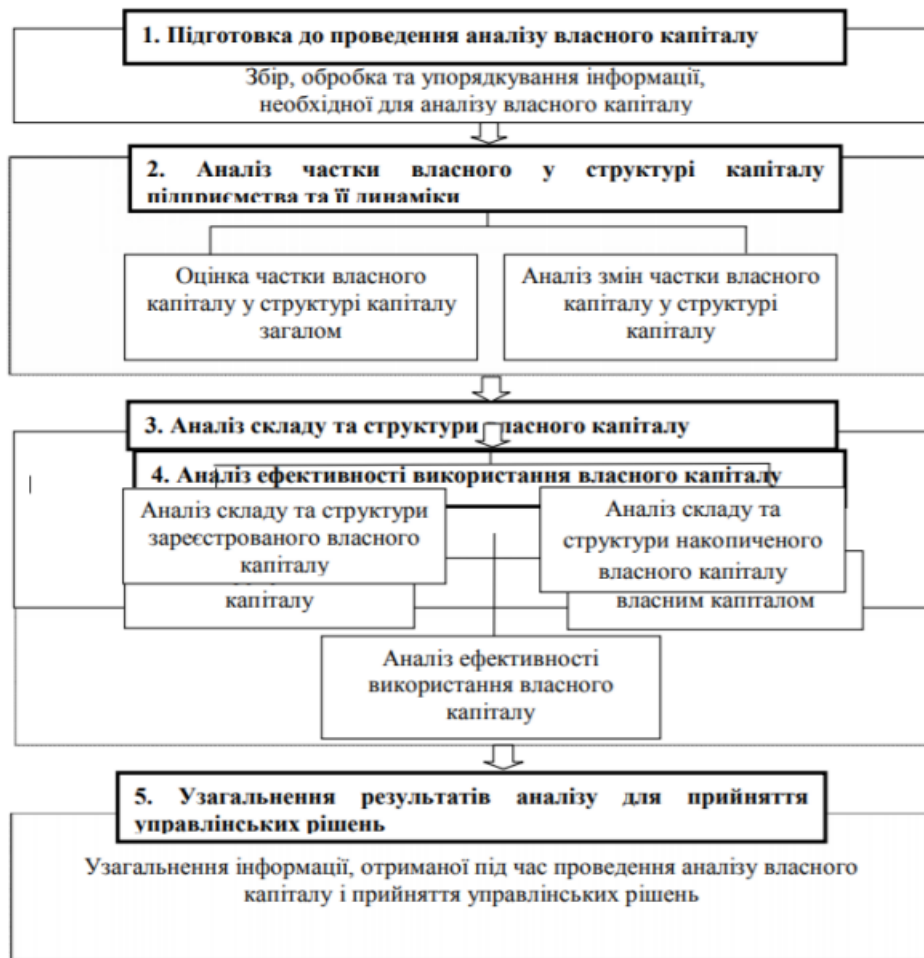 1. Підготовка до проведення аналізу власного капіталу
Збір, обробка та упорядкування інформації,
необхідної для аналізу власного капіталу
2. Аналіз частки власного у структурі капіталу
підприємства та її динаміки
Оцінка частки власного
капіталу у структурі капіталу
загалом
Аналіз змін частки власного
капіталу у структурі
капіталу
3. Аналіз складу та структури власного капіталу
4. Аналіз ефективності використання власного капіталу
Аналіз складу та структури
зареєстрованого власного
капіталу
Аналіз складу та
структури накопиченого
власного капіталу
капіталу
власним капіталом
Аналіз ефективності
використання власного
капіталу
5. Узагальнення результатів аналізу для прийняття
управлінських рішень
Узагальнення інформації, отриманої під час проведення аналізу власного
капіталу і прийняття управлінських рішень